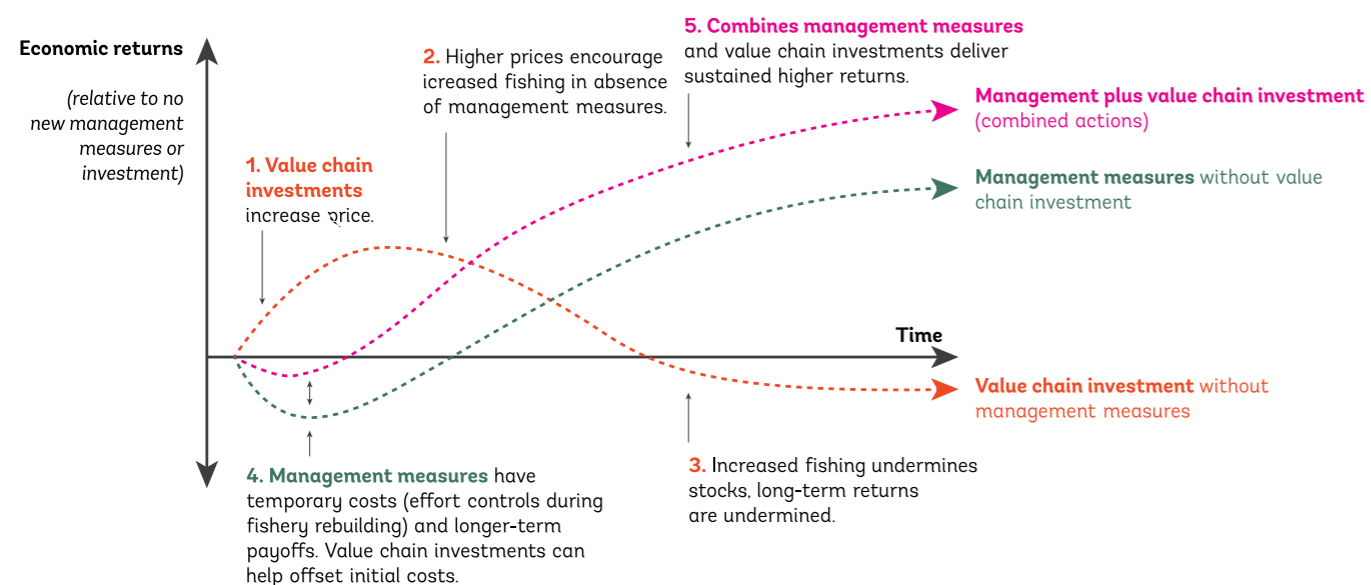 Economic returns
(relative to no
new management
measures or
investment)
1. Value chain
investments
increase price.
2. Higher prices encourage
icreased fishing in absence
of management measures.
5. Combines management measures
and value chain investments deliver
sustained higher returns.
Management plus value chain investment
(combined actions)
Management measures without value
chain investment
Time
Value chain investment without
management measures
3. Increased fishing undermines
stocks, long-term returns
are undermined.
4. Management measures have
temporary costs (effort controls during
fishery rebuilding) and longer-term
payoffs. Value chain investments can
help offset initial costs.